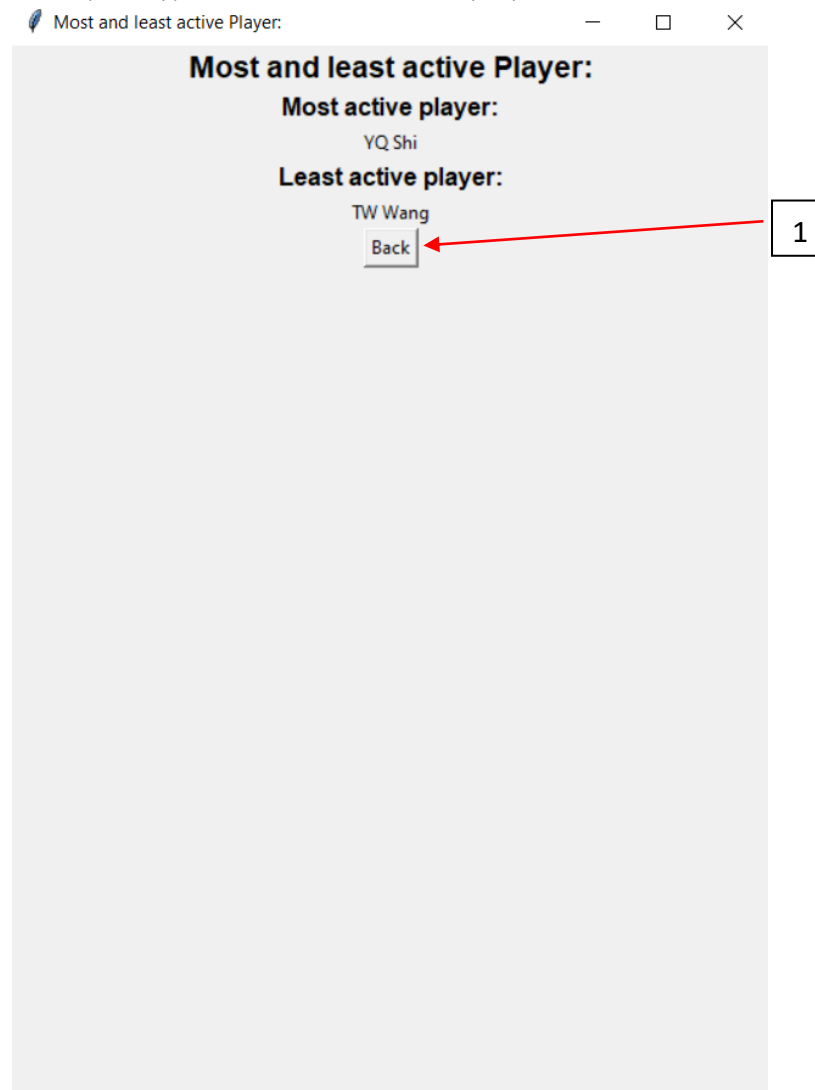 Most and least active Player:
Most and least active Player:
Most active player:
YQ Shi
Least active player:
TW Wang
Back
1